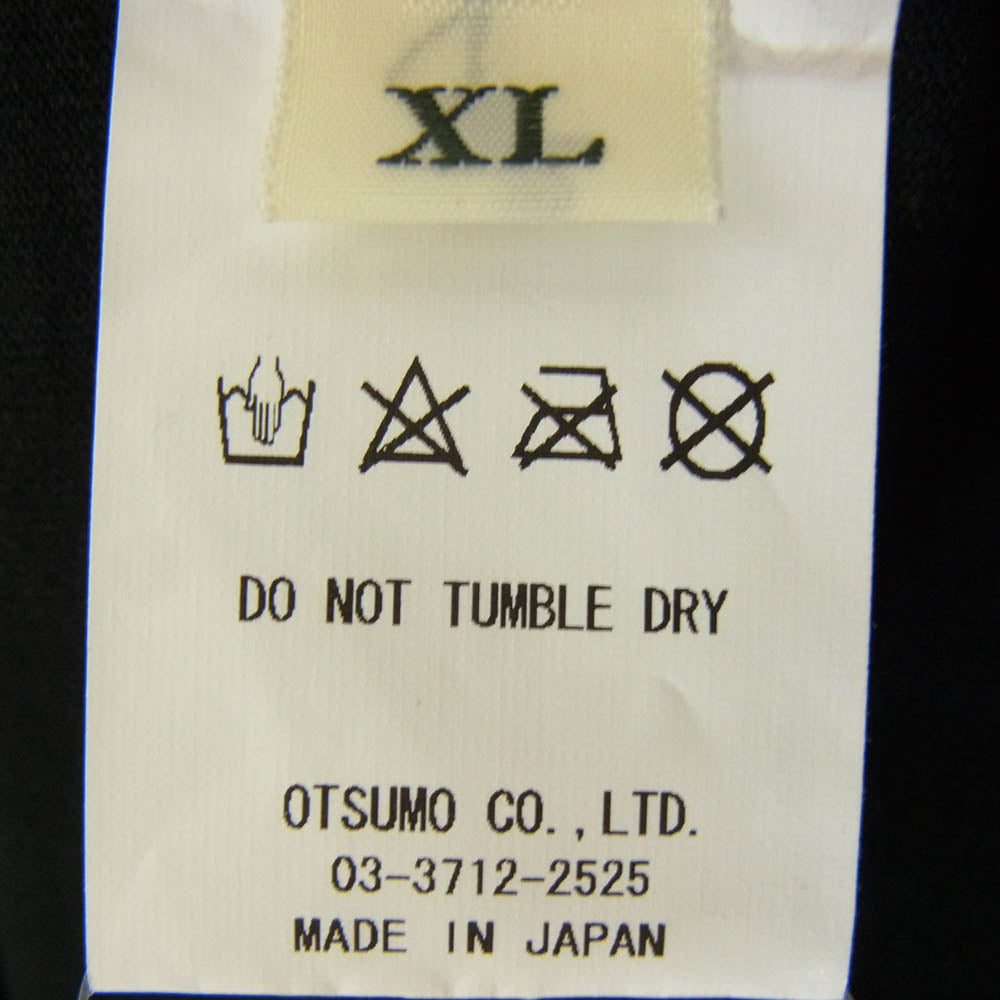 XL
DO NOT TUMBLE DRY
OTSUMO CO.,LTD.
03-3712-2525
MADE IN JAPAN